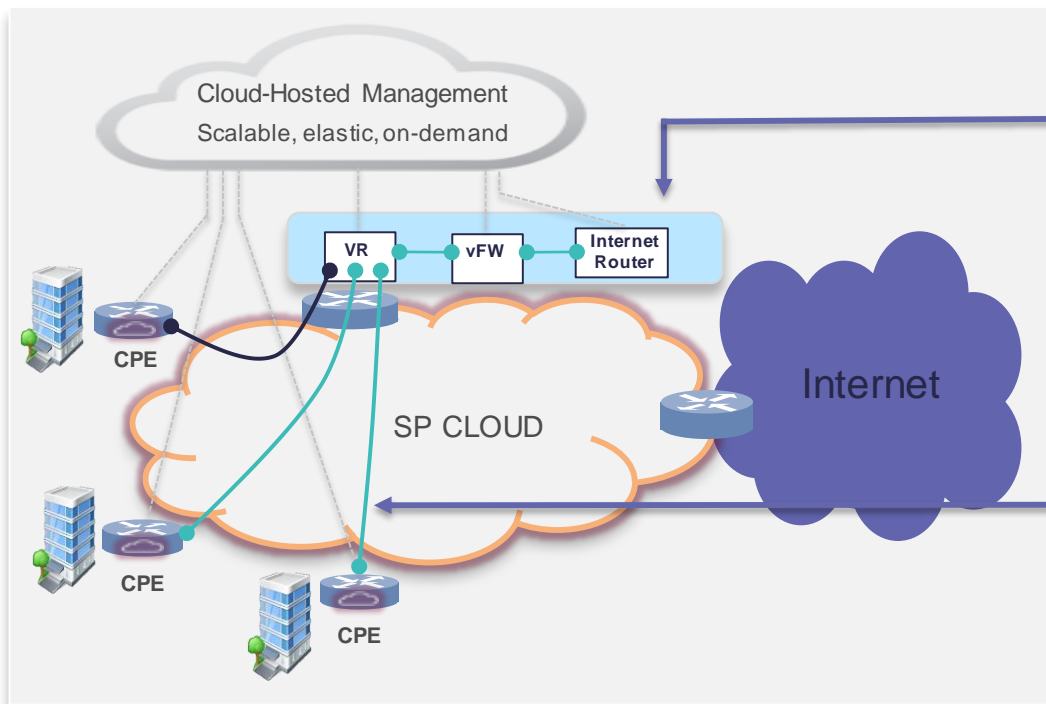 Cloud-Hosted Management
Scalable, elastic, on-demand
VR
vFW
Internet
Router
CPE
SP CLOUD
Internet
CPE
CPE